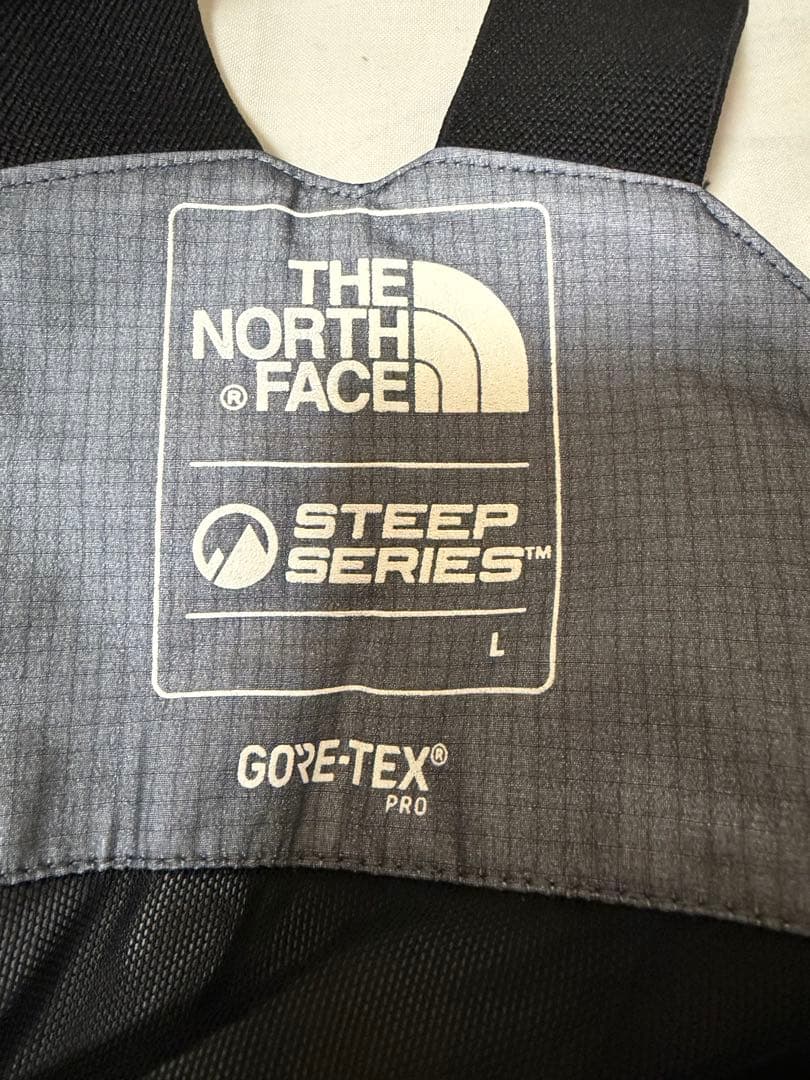 THE
NORTH
® FACE
STEEP
SERIES™
L
GORE-TEX®
PRO